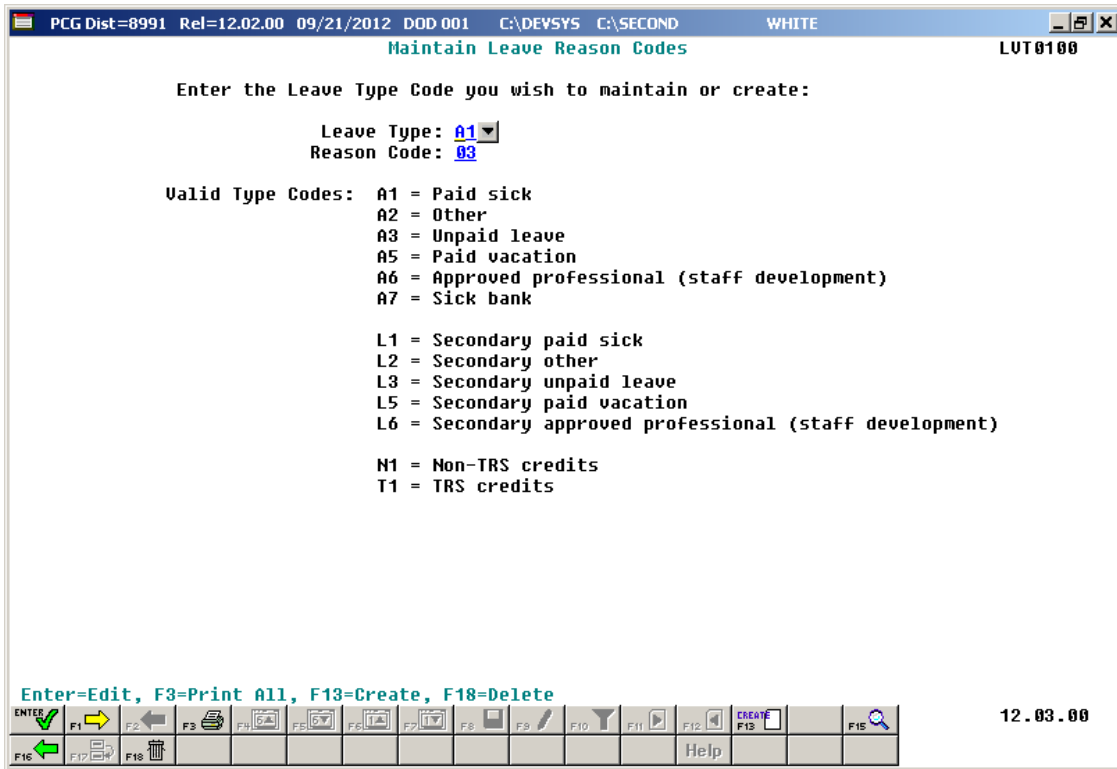 PCG Dist=8991 Rel=12.02.00 09/21/2012 DOD 001 C:\DEVSYS C:\SECOND WHITE
Maintain Leave Reason Codes LVT0100
Enter the Leave Type Code you wish to maintain or create:
Leave Type: A1
Reason Code: 03
Valid Type Codes: A1 = Paid sick
A2 = Other
A3 = Unpaid leave
A5 = Paid vacation
A6 = Approved professional (staff development)
A7 = Sick bank
L1 = Secondary paid sick
L2 = Secondary other
L3 = Secondary unpaid leave
L5 = Secondary paid vacation
L6 = Secondary approved professional (staff development)
N1 = Non-TRS credits
T1 = TRS credits
Enter=Edit, F3=Print All, F13=Create, F18=Delete
ENTER F1 F2 F3 F4 F5 F6 F7 F8 F9 F10 F11 F12 CREATE F13 F15 12.03.00
F16 F17 F18 Help